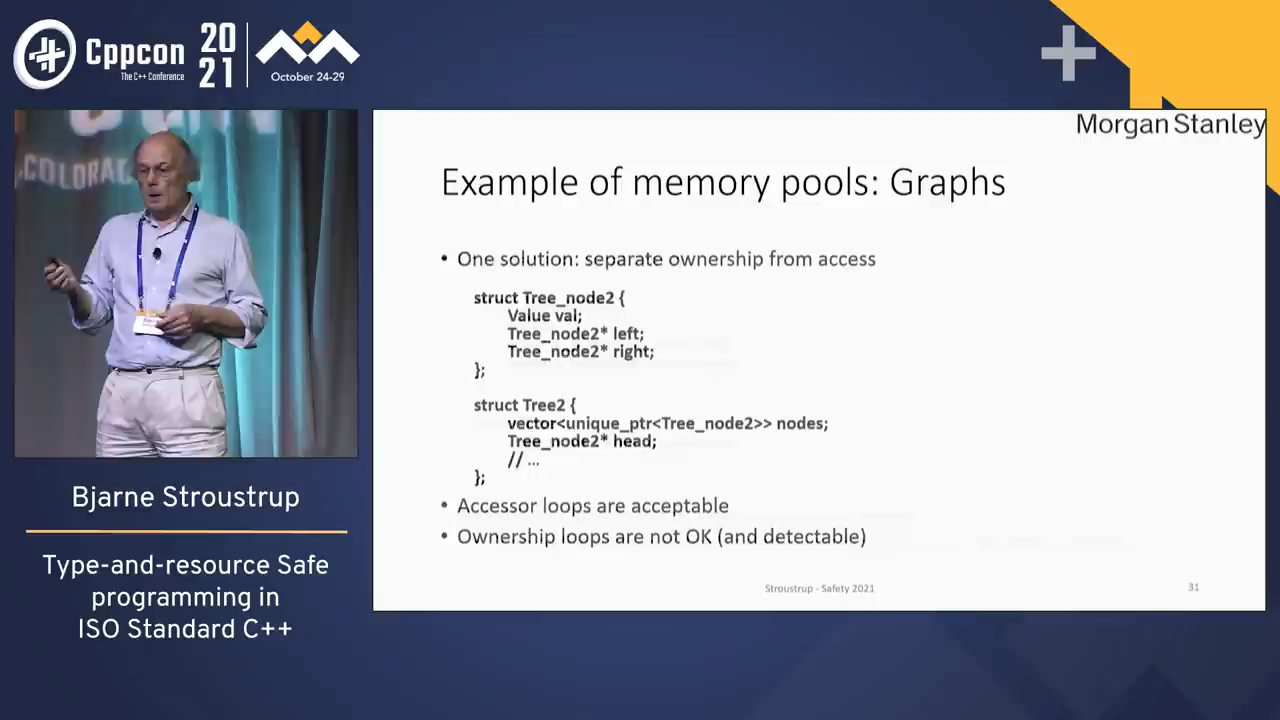 Cppcon
The C++ Conference
20
21
October 24-29
COLORA
Morgan Stanley
Example of memory pools: Graphs
• One solution: separate ownership from access
struct Tree_node2 {
Value val;
Tree_node2* left;
Tree_node2* right;
};
struct Tree2 {
vector<unique_ptr<Tree_node2>> nodes;
Tree_node2* head;
// ...
};
• Accessor loops are acceptable
• Ownership loops are not OK (and detectable)
Stroustrup - Safety 2021
31
Bjarne Stroustrup
Type-and-resource Safe
programming in
ISO Standard C++